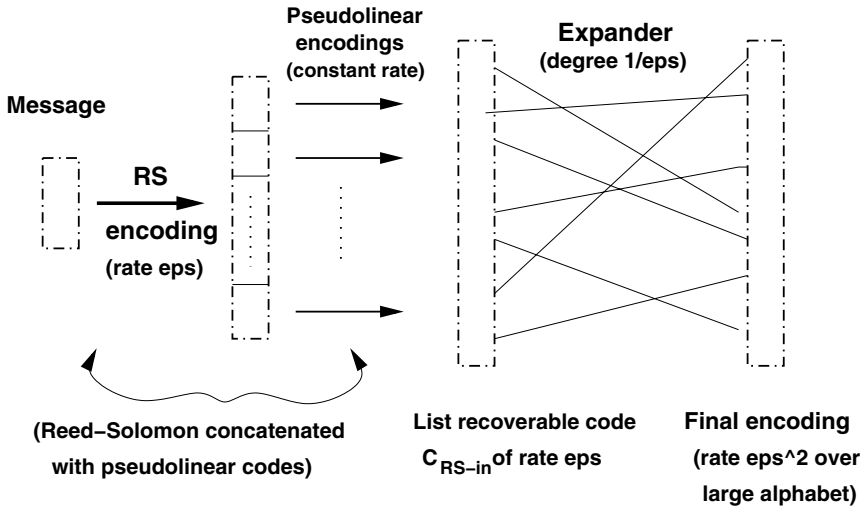 Pseudolinear
encodings
(constant rate)
Expander
(degree 1/eps)
Message
RS
encoding
(rate eps)
(Reed−Solomon concatenated
with pseudolinear codes)
List recoverable code
C_RS−in of rate eps
Final encoding
(rate eps^2 over
large alphabet)